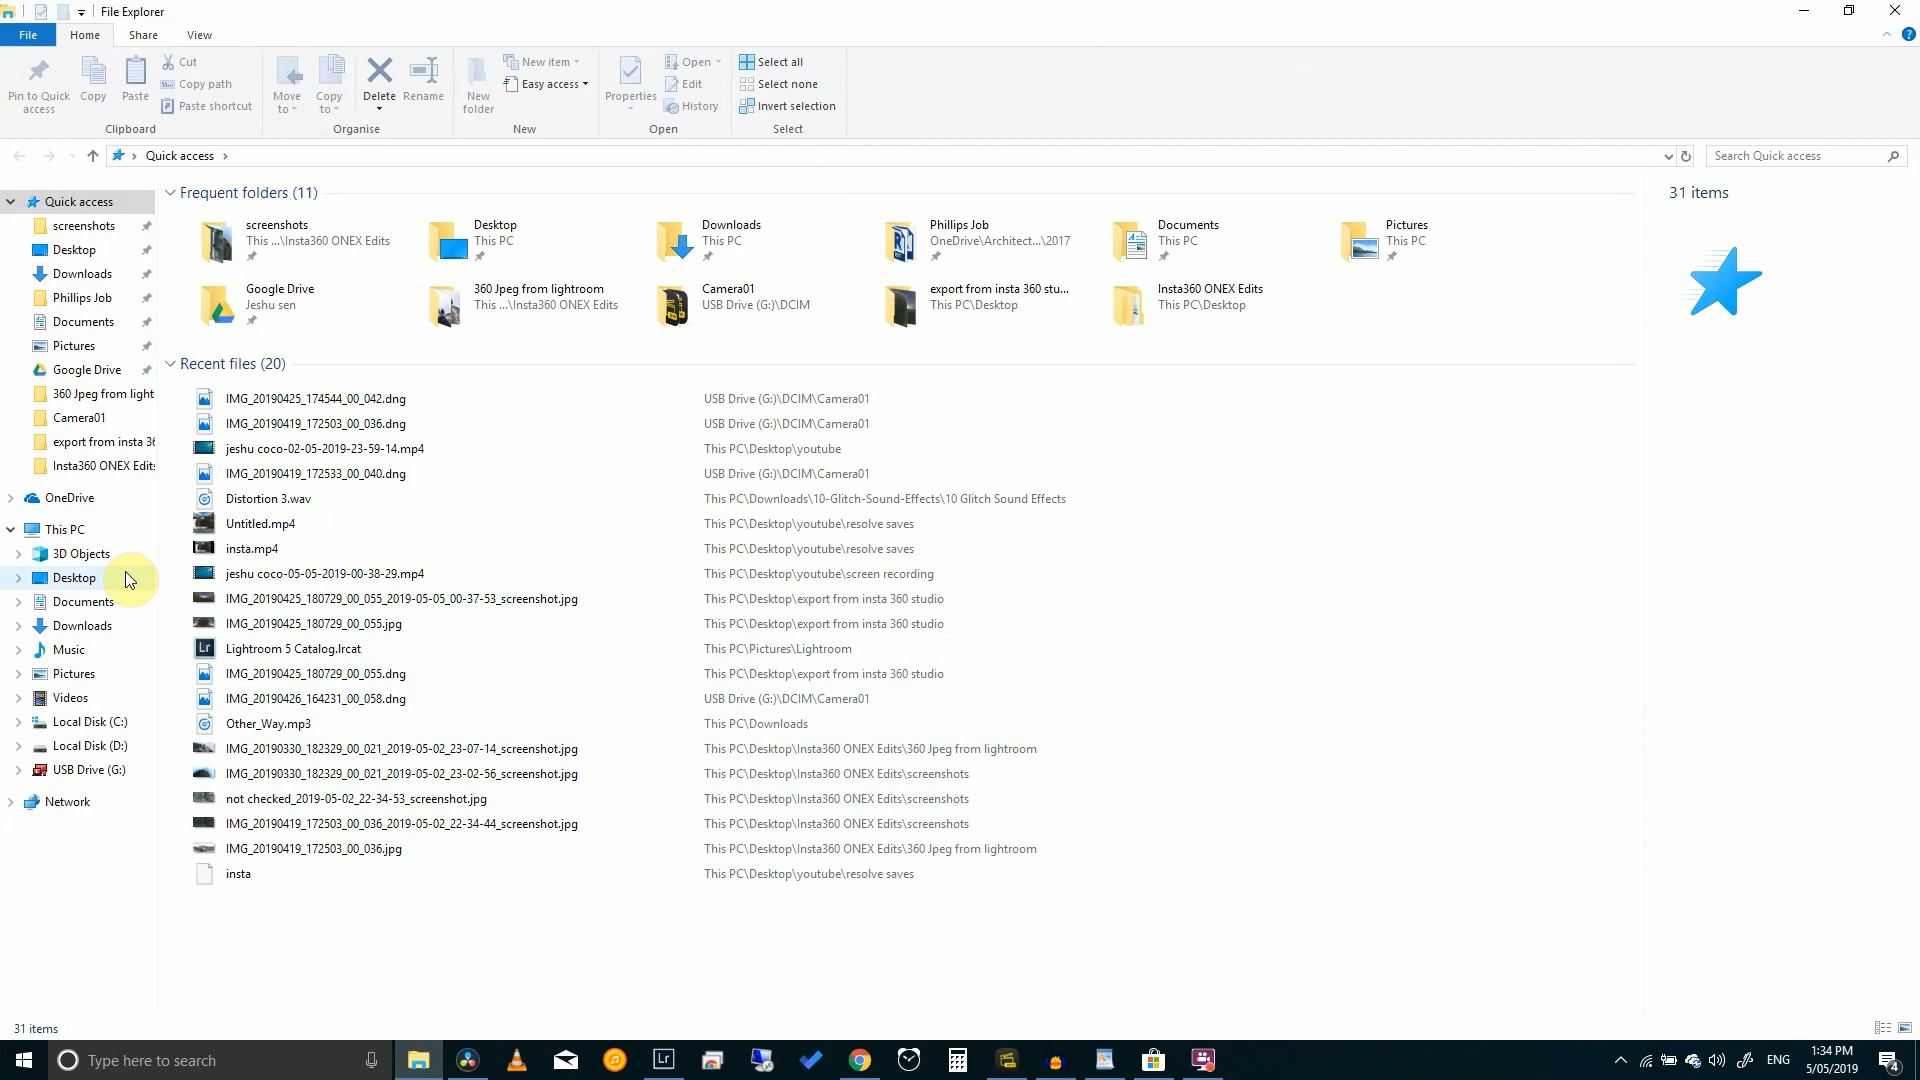 File Explorer
File Home Share View
Pin to Quick access
Copy
Paste
Cut
Copy path
Paste shortcut
Clipboard
Move to
Copy to
Delete
Rename
Organise
New folder
New item
Easy access
New
Properties
Open
Edit
History
Open
Select all
Select none
Invert selection
Select
Quick access
Search Quick access
Quick access
screenshots
Desktop
Downloads
Phillips Job
Documents
Pictures
Google Drive
360 Jpeg from light
Camera01
export from insta 36
Insta360 ONEX Edits
OneDrive
This PC
3D Objects
Desktop
Documents
Downloads
Music
Pictures
Videos
Local Disk (C:)
Local Disk (D:)
USB Drive (G:)
Network
Frequent folders (11)
screenshots
This ...\Insta360 ONEX Edits
Desktop
This PC
Downloads
This PC
Phillips Job
OneDrive\Architect...\2017
Documents
This PC
Pictures
This PC
Google Drive
Jeshu sen
360 Jpeg from lightroom
This ...\Insta360 ONEX Edits
Camera01
USB Drive (G:)\DCIM
export from insta 360 stu...
This PC\Desktop
Insta360 ONEX Edits
This PC\Desktop
Recent files (20)
IMG_20190425_174544_00_042.dng USB Drive (G:)\DCIM\Camera01
IMG_20190419_172503_00_036.dng USB Drive (G:)\DCIM\Camera01
jeshu coco-02-05-2019-23-59-14.mp4 This PC\Desktop\youtube
IMG_20190419_172533_00_040.dng USB Drive (G:)\DCIM\Camera01
Distortion 3.wav This PC\Downloads\10-Glitch-Sound-Effects\10 Glitch Sound Effects
Untitled.mp4 This PC\Desktop\youtube\resolve saves
insta.mp4 This PC\Desktop\youtube\resolve saves
jeshu coco-05-05-2019-00-38-29.mp4 This PC\Desktop\youtube\screen recording
IMG_20190425_180729_00_055_2019-05-05_00-37-53_screenshot.jpg This PC\Desktop\export from insta 360 studio
IMG_20190425_180729_00_055.jpg This PC\Desktop\export from insta 360 studio
Lr Lightroom 5 Catalog.lrcat This PC\Pictures\Lightroom
IMG_20190425_180729_00_055.dng This PC\Desktop\export from insta 360 studio
IMG_20190426_164231_00_058.dng USB Drive (G:)\DCIM\Camera01
Other_Way.mp3 This PC\Downloads
IMG_20190330_182329_00_021_2019-05-02_23-07-14_screenshot.jpg This PC\Desktop\Insta360 ONEX Edits\360 Jpeg from lightroom
IMG_20190330_182329_00_021_2019-05-02_23-02-56_screenshot.jpg This PC\Desktop\Insta360 ONEX Edits\screenshots
not checked_2019-05-02_22-34-53_screenshot.jpg This PC\Desktop\Insta360 ONEX Edits\screenshots
IMG_20190419_172503_00_036_2019-05-02_22-34-44_screenshot.jpg This PC\Desktop\Insta360 ONEX Edits\screenshots
IMG_20190419_172503_00_036.jpg This PC\Desktop\Insta360 ONEX Edits\360 Jpeg from lightroom
insta This PC\Desktop\youtube\resolve saves
31 items
31 items
Type here to search
Lr
ENG
1:34 PM
5/05/2019
4